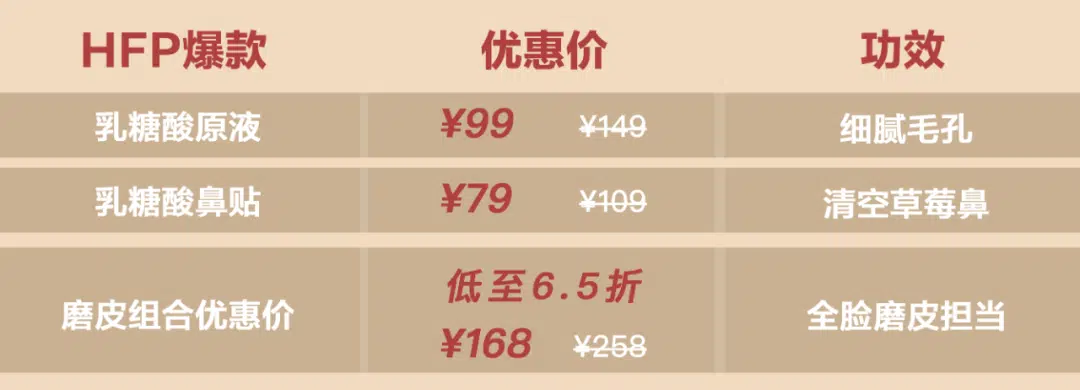 HFP爆款 优惠价 功效
乳糖酸原液 ¥99 ¥149 细腻毛孔
乳糖酸鼻贴 ¥79 ¥109 清空草莓鼻
低至6.5折
磨皮组合优惠价 ¥168 ¥258 全脸磨皮担当